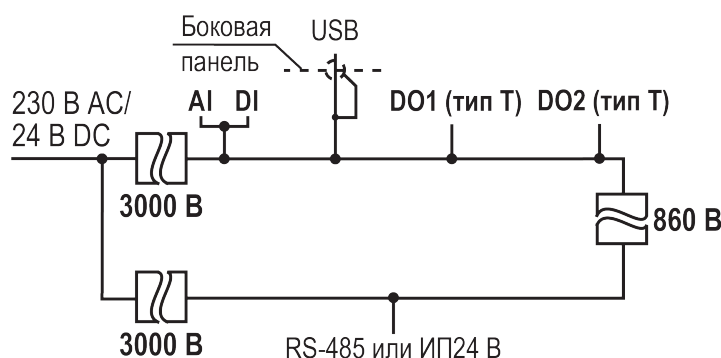 Боковая
панель
USB
230 В AC/
24 В DC
AI
DI
DO1 (тип Т)
DO2 (тип Т)
3000 В
860 В
3000 В
RS-485 или ИП24 В